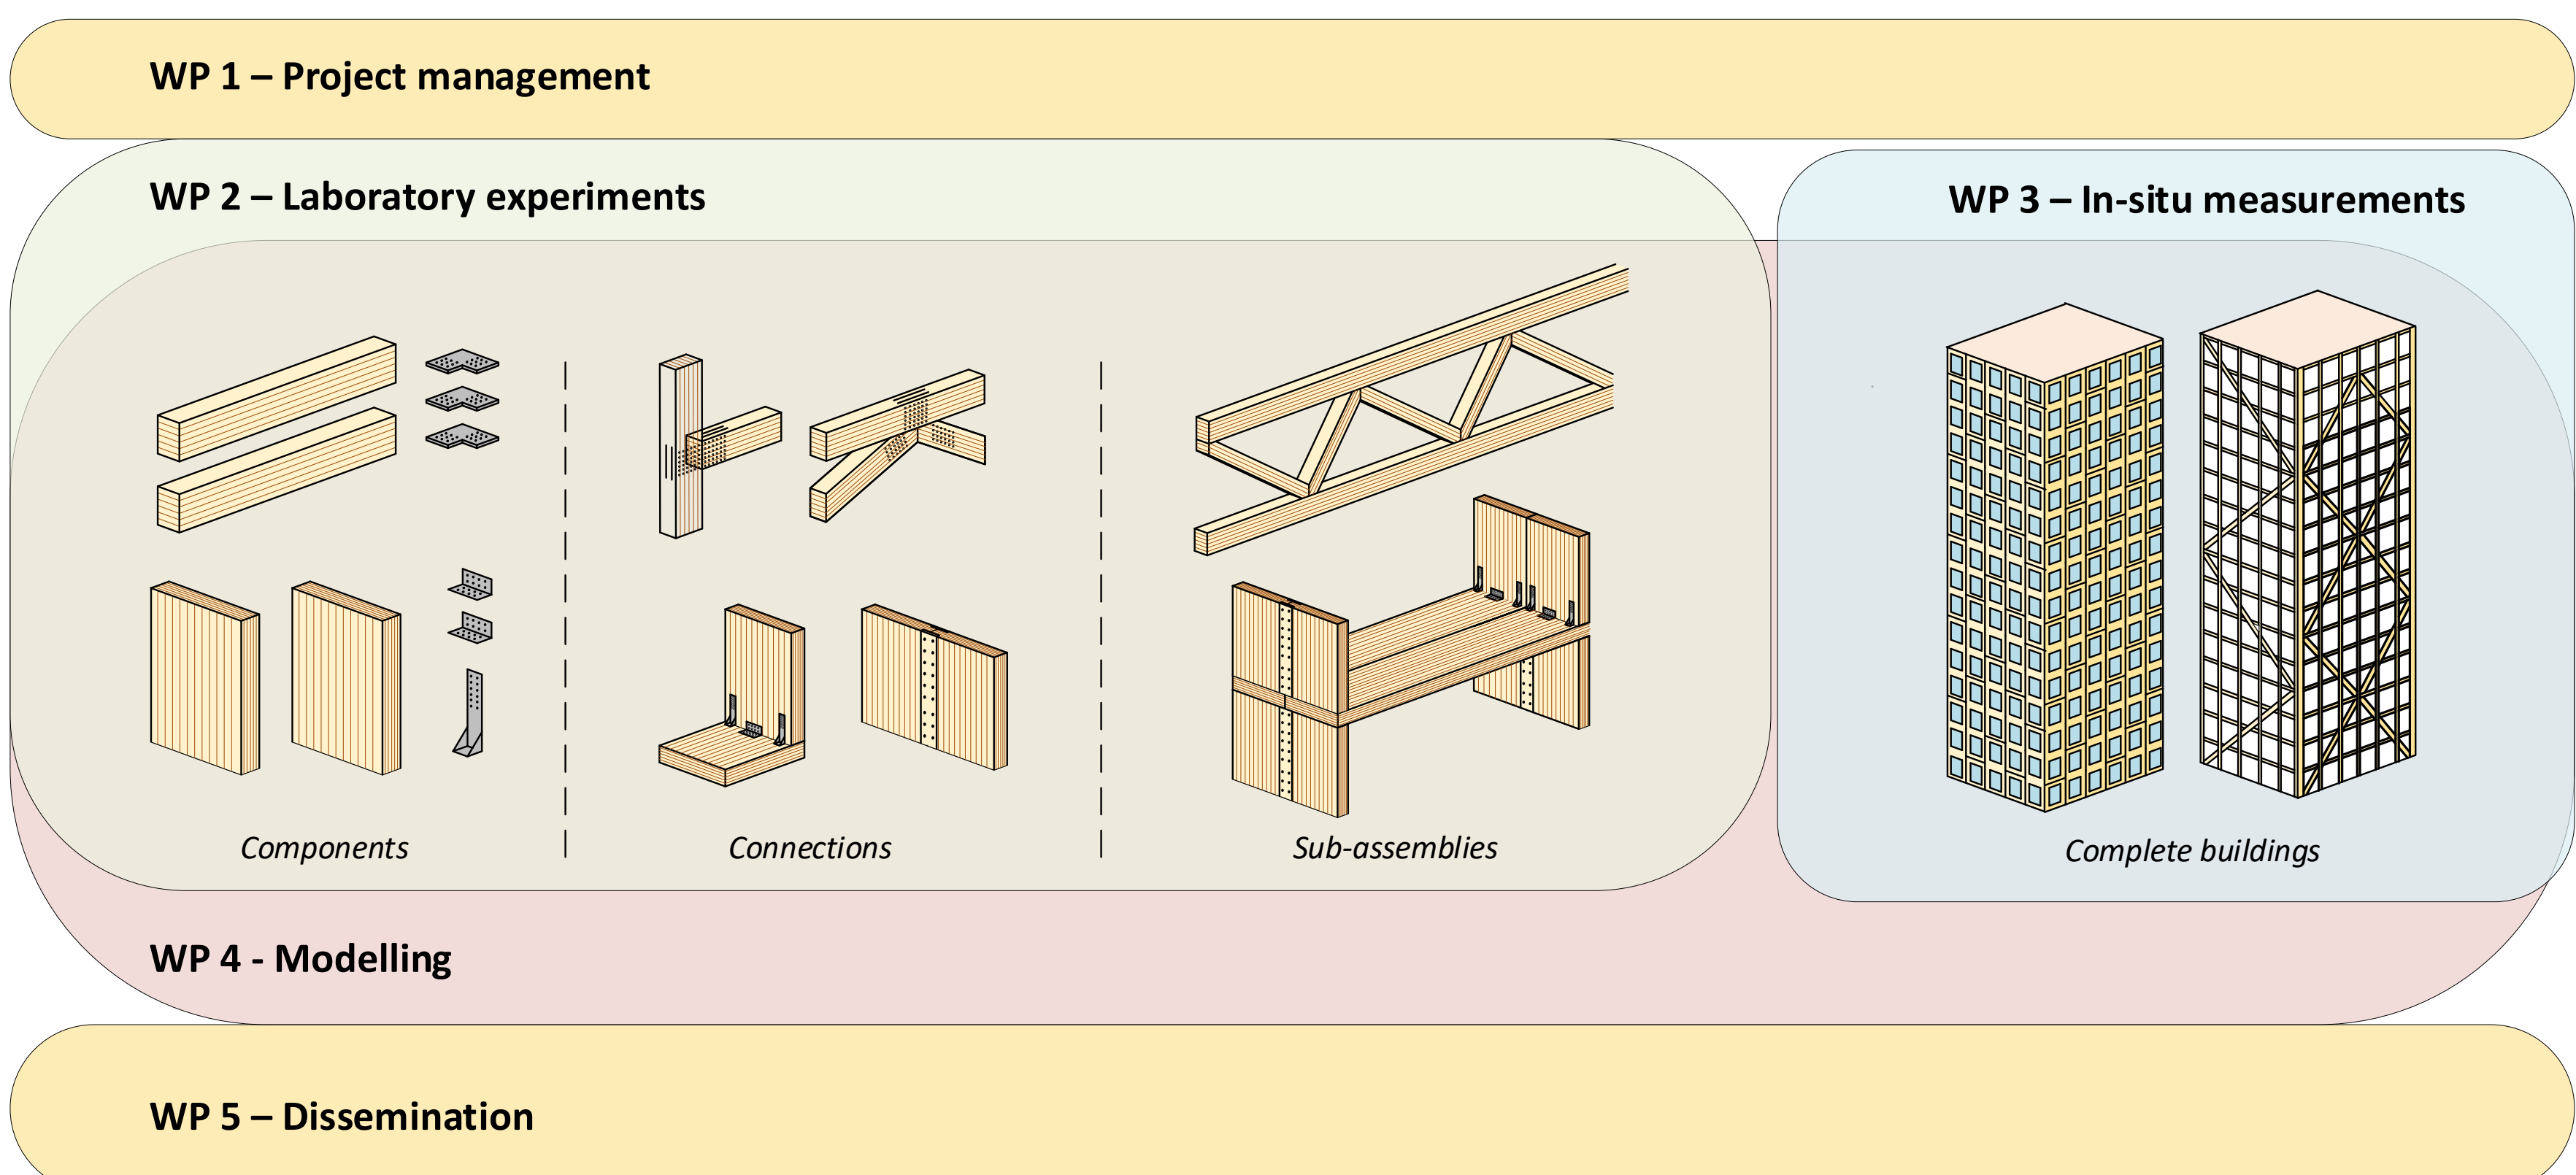 WP 1 – Project management
WP 2 – Laboratory experiments
WP 3 – In-situ measurements
Components
Connections
Sub-assemblies
Complete buildings
WP 4 - Modelling
WP 5 – Dissemination